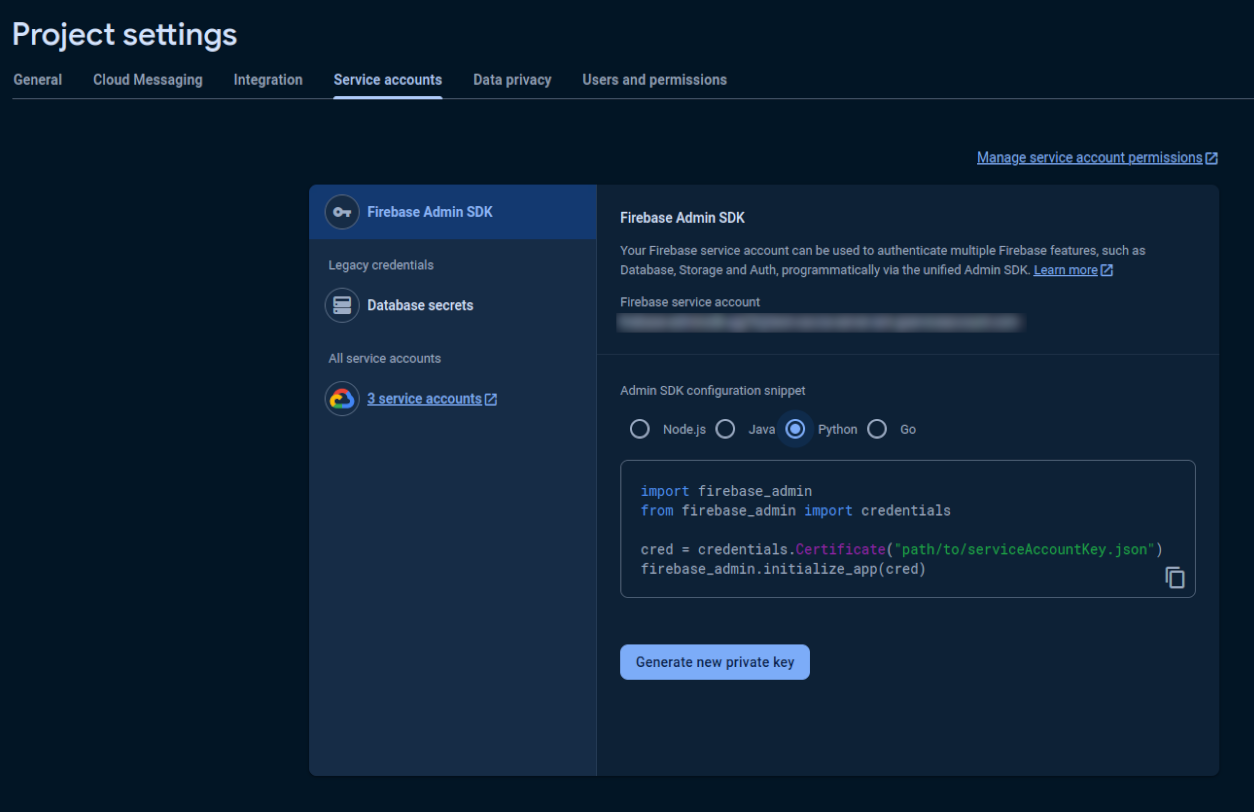 Project settings
General Cloud Messaging Integration Service accounts Data privacy Users and permissions
Manage service account permissions
Firebase Admin SDK
Legacy credentials
Database secrets
All service accounts
3 service accounts
Firebase Admin SDK
Your Firebase service account can be used to authenticate multiple Firebase features, such as
Database, Storage and Auth, programmatically via the unified Admin SDK. Learn more
Firebase service account
Admin SDK configuration snippet
Node.js Java Python Go
import firebase_admin
from firebase_admin import credentials
cred = credentials.Certificate("path/to/serviceAccountKey.json")
firebase_admin.initialize_app(cred)
Generate new private key